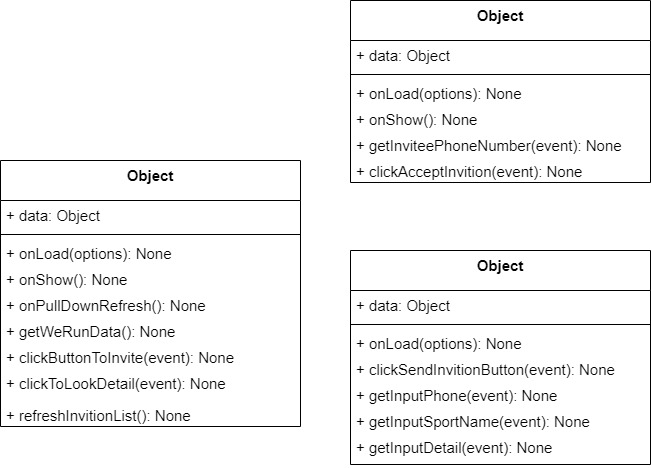 Object
+ data: Object
+ onLoad(options): None
+ onShow(): None
+ getInviteePhoneNumber(event): None
+ clickAcceptInvition(event): None
Object
+ data: Object
+ onLoad(options): None
+ onShow(): None
+ onPullDownRefresh(): None
+ getWeRunData(): None
+ clickButtonToInvite(event): None
+ clickToLookDetail(event): None
+ refreshInvitionList(): None
Object
+ data: Object
+ onLoad(options): None
+ clickSendInvitionButton(event): None
+ getInputPhone(event): None
+ getInputSportName(event): None
+ getInputDetail(event): None